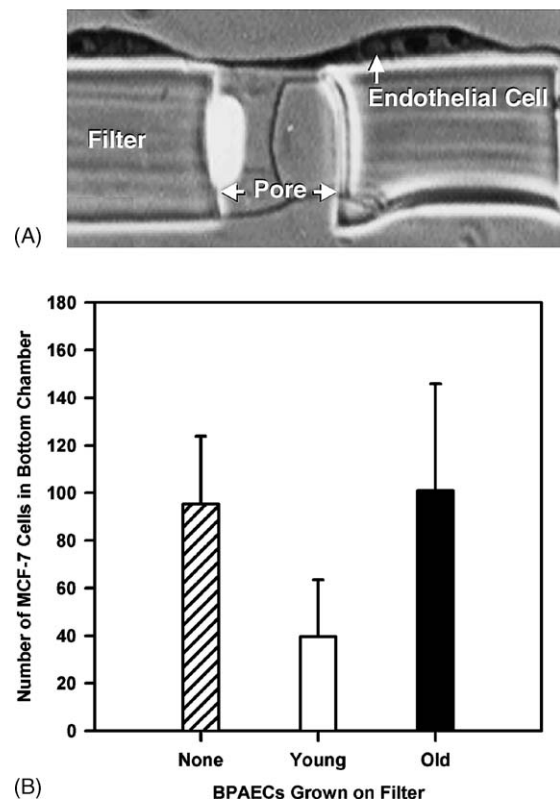 Endothelial Cell
Filter
Pore
(A)
180
160
140
120
100
80
60
40
20
0
Number of MCF-7 Cells in Bottom Chamber
None Young Old
BPAECs Grown on Filter
(B)